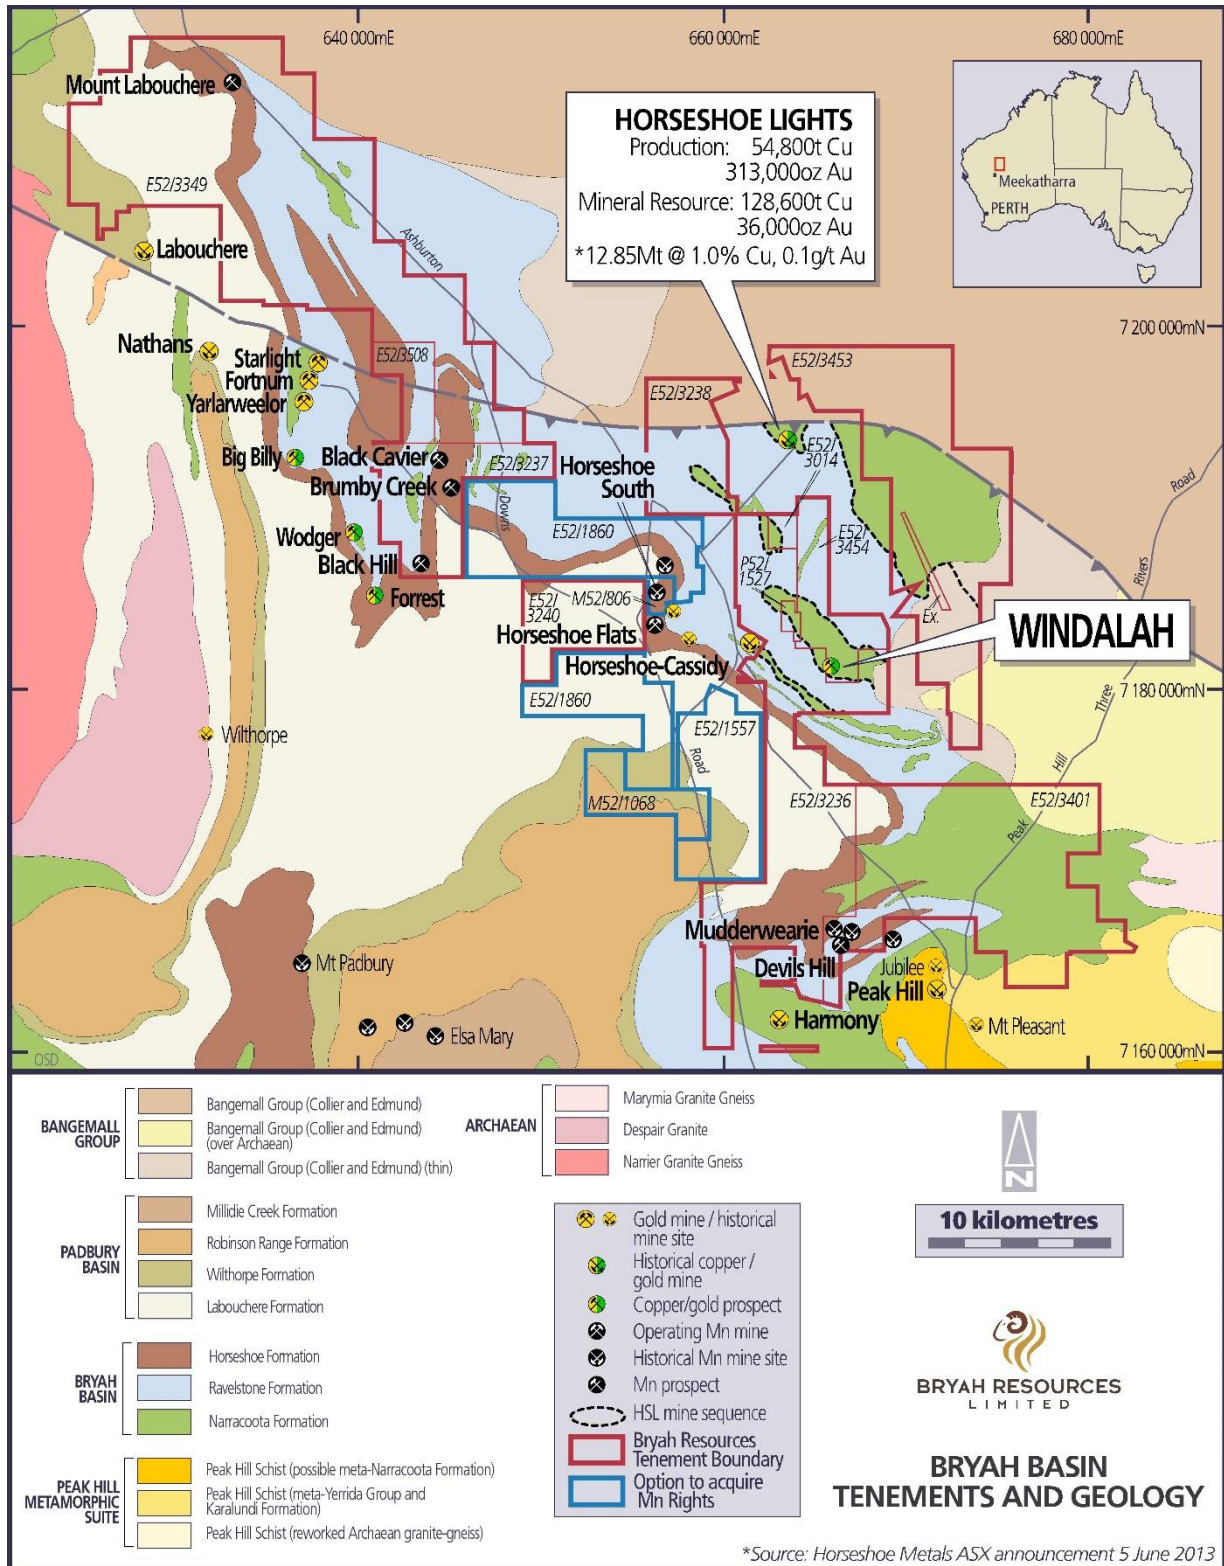 640 000mE
660 000mE
680 000mE
Mount Labouchere
HORSESHOE LIGHTS
Production: 54,800t Cu
313,000oz Au
Mineral Resource: 128,600t Cu
36,000oz Au
*12.85Mt @ 1.0% Cu, 0.1g/t Au
Meekatharra
PERTH
E52/3349
Labouchere
Ashburton
7 200 000mN
Nathans
Starlight
Fortnum
Yarlarweelor
E52/3508
E52/3453
E52/3238
Big Billy
Black Cavier
Brumby Creek
E52/3237
Horseshoe
South
E52/
3014
Road
Downs
E52/1860
E52/
3454
Wodger
Black Hill
Forrest
P52/
1527
E52/
3240
M52/806
Ex.
Rivers
Horseshoe Flats
Horseshoe-Cassidy
WINDALAH
E52/1860
E52/1557
7 180 000mN
Three
Wilthorpe
Road
Hill
M52/1068
E52/3236
E52/3401
Peak
Mudderwearie
Devils Hill
Jubilee
Peak Hill
Mt Padbury
Harmony
Mt Pleasant
Elsa Mary
OSD
7 160 000mN
BANGEMALL
GROUP
Bangemall Group (Collier and Edmund)
Bangemall Group (Collier and Edmund)
(over Archaean)
Bangemall Group (Collier and Edmund) (thin)
PADBURY
BASIN
Millidie Creek Formation
Robinson Range Formation
Wilthorpe Formation
Labouchere Formation
BRYAH
BASIN
Horseshoe Formation
Ravelstone Formation
Narracoota Formation
PEAK HILL
METAMORPHIC
SUITE
Peak Hill Schist (possible meta-Narracoota Formation)
Peak Hill Schist (meta-Yerrida Group and
Karalundi Formation)
Peak Hill Schist (reworked Archaean granite-gneiss)
ARCHAEAN
Marymia Granite Gneiss
Despair Granite
Narrier Granite Gneiss
Gold mine / historical
mine site
Historical copper /
gold mine
Copper/gold prospect
Operating Mn mine
Historical Mn mine site
Mn prospect
HSL mine sequence
Bryah Resources
Tenement Boundary
Option to acquire
Mn Rights
N
10 kilometres
BRYAH RESOURCES
LIMITED
BRYAH BASIN
TENEMENTS AND GEOLOGY
*Source: Horseshoe Metals ASX announcement 5 June 2013